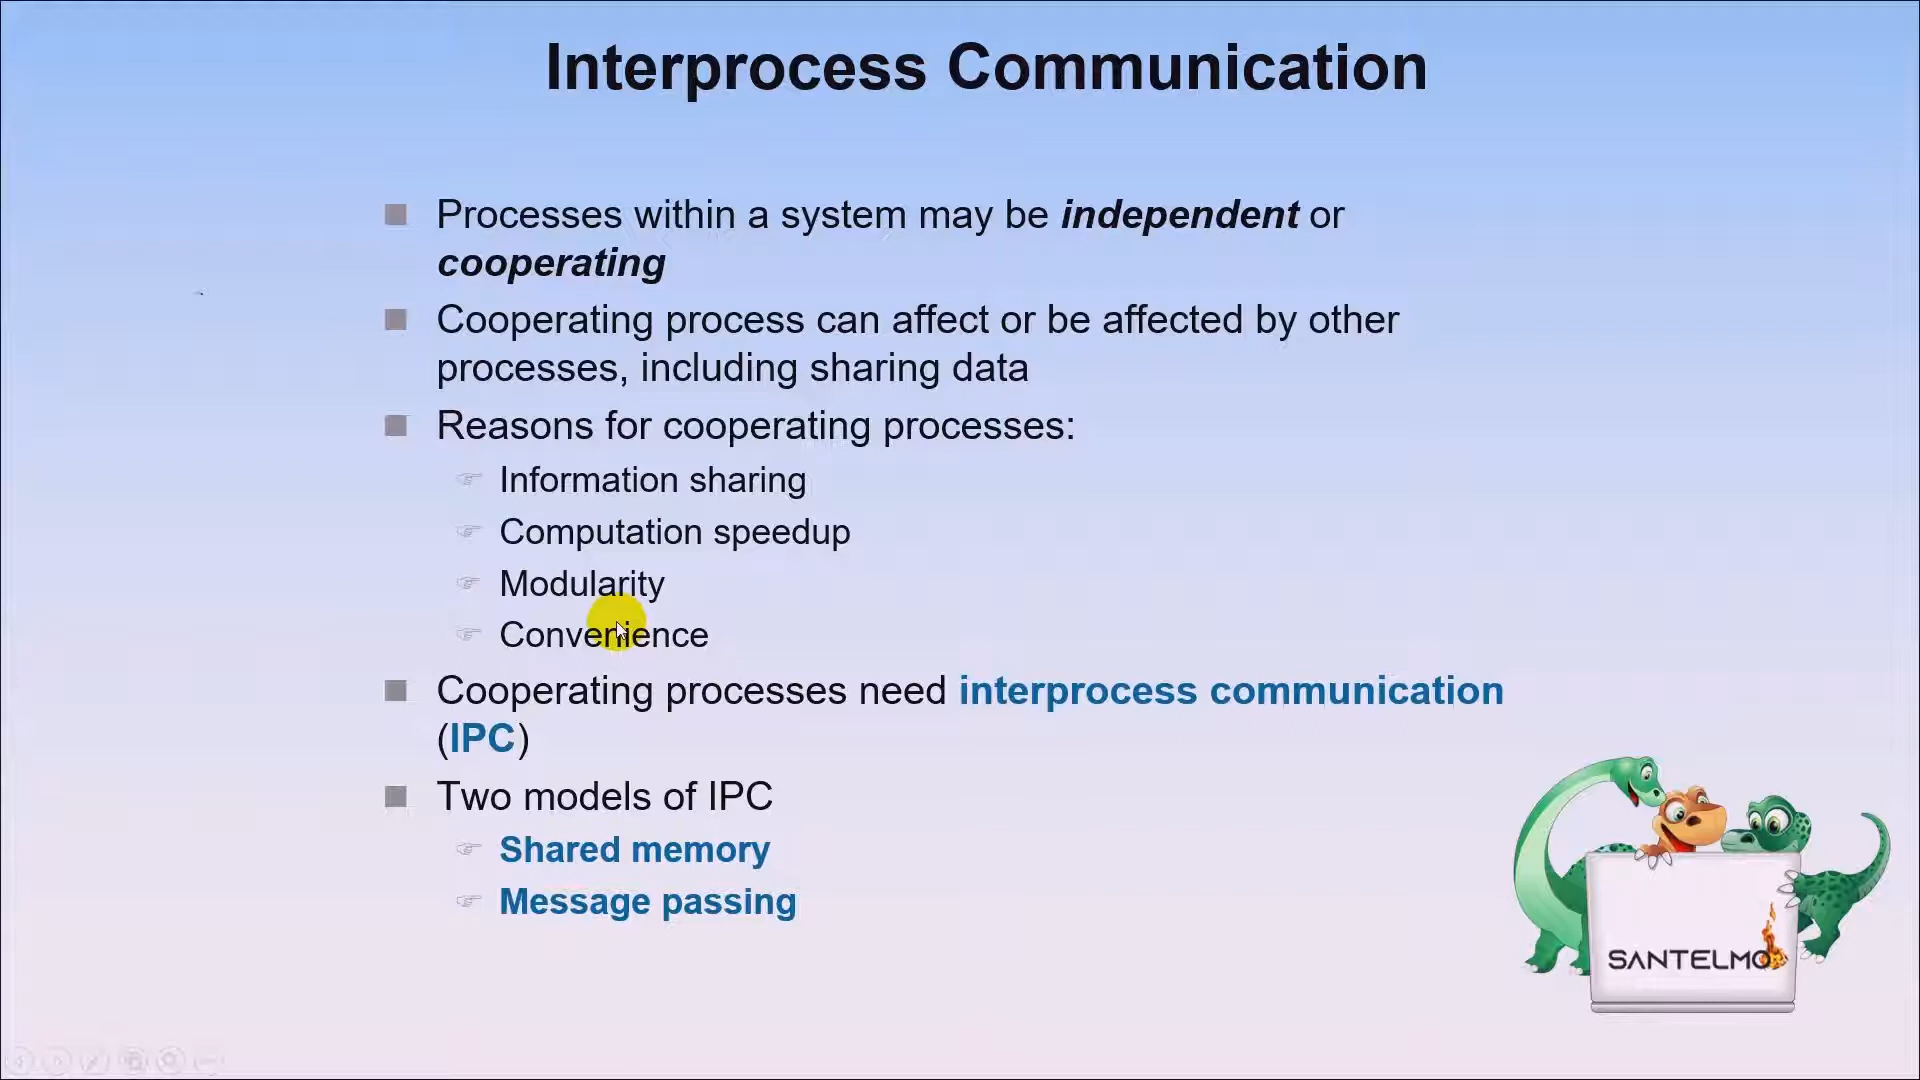 Interprocess Communication
Processes within a system may be independent or
cooperating
Cooperating process can affect or be affected by other
processes, including sharing data
Reasons for cooperating processes:
Information sharing
Computation speedup
Modularity
Convenience
Cooperating processes need interprocess communication
(IPC)
Two models of IPC
Shared memory
Message passing
SANTELMO